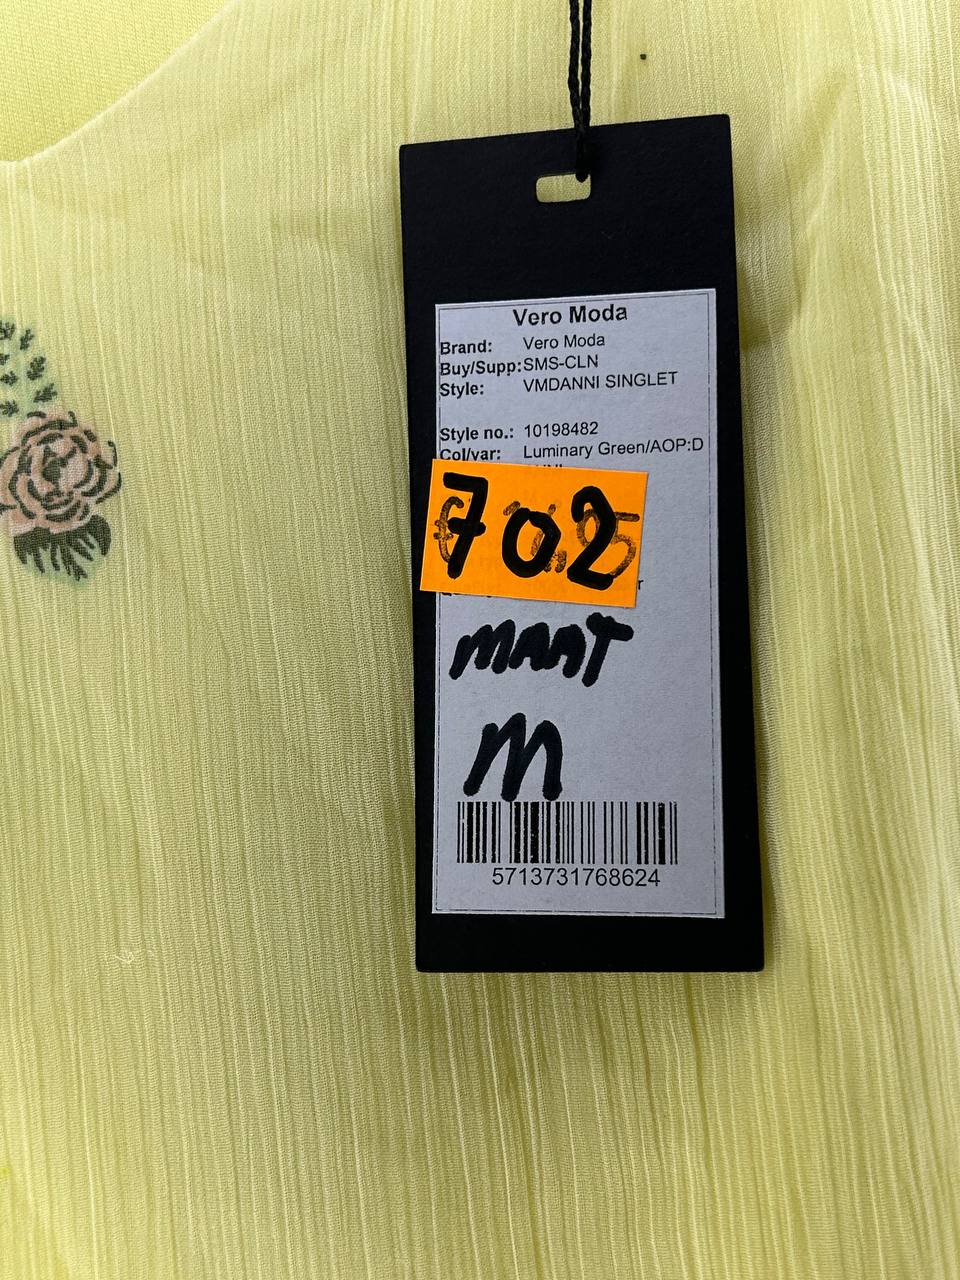 Vero Moda
Brand: Vero Moda
Buy/Supp: SMS-CLN
Style: VMDANNI SINGLET
Style no.: 10198482
Col/var: Luminary Green/AOP:D
702
MAAT
M
5713731768624